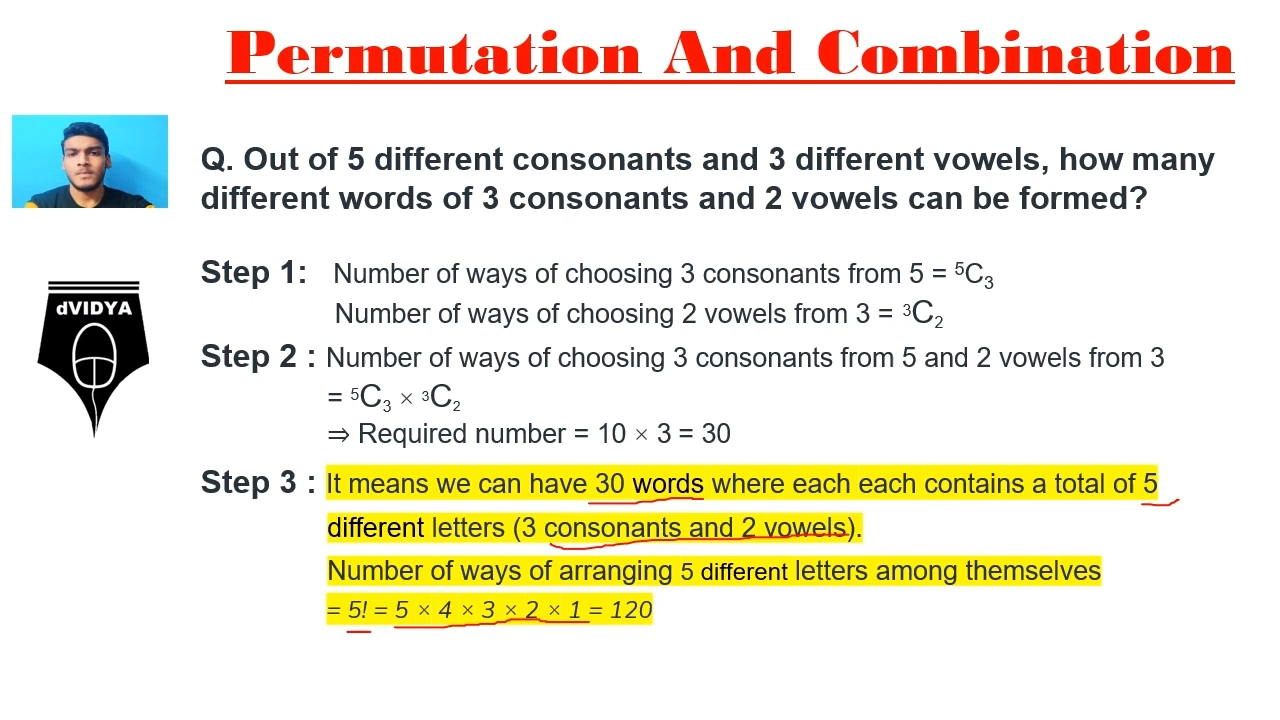 Permutation And Combination
Q. Out of 5 different consonants and 3 different vowels, how many
different words of 3 consonants and 2 vowels can be formed?
dVIDYA
Step 1: Number of ways of choosing 3 consonants from 5 = ⁵C₃
Number of ways of choosing 2 vowels from 3 = ³C₂
Step 2 : Number of ways of choosing 3 consonants from 5 and 2 vowels from 3
= ⁵C₃ × ³C₂
⇒ Required number = 10 × 3 = 30
Step 3 : It means we can have 30 words where each each contains a total of 5
different letters (3 consonants and 2 vowels).
Number of ways of arranging 5 different letters among themselves
= 5! = 5 × 4 × 3 × 2 × 1 = 120